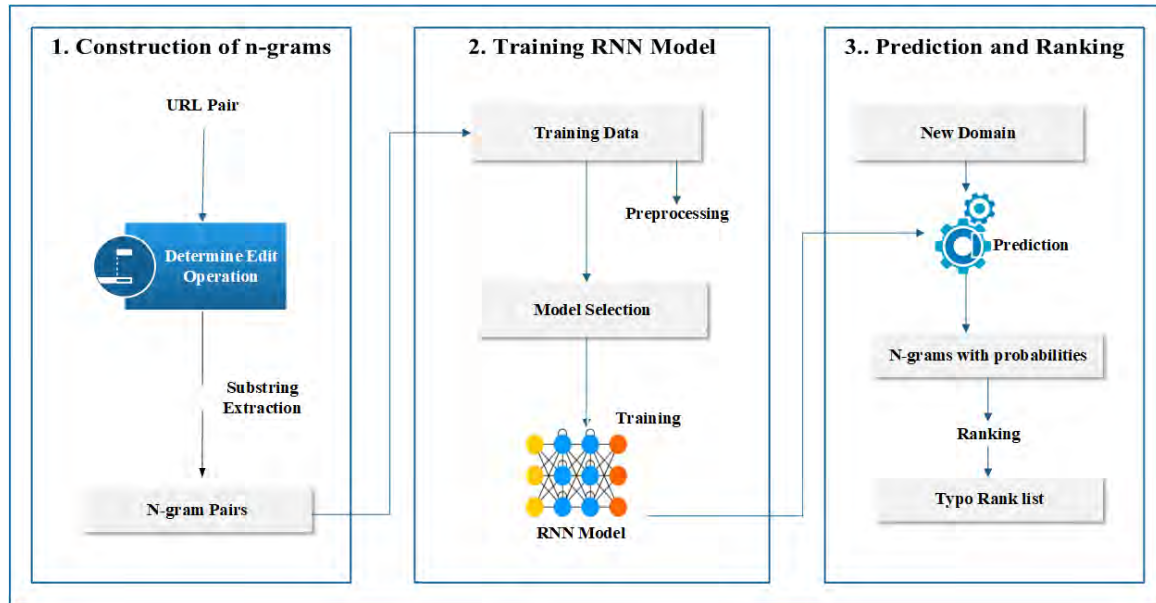 1. Construction of n-grams
URL Pair
Determine Edit
Operation
Substring
Extraction
N-gram Pairs
2. Training RNN Model
Training Data
Preprocessing
Model Selection
Training
RNN Model
3.. Prediction and Ranking
New Domain
Prediction
N-grams with probabilities
Ranking
Typo Rank list